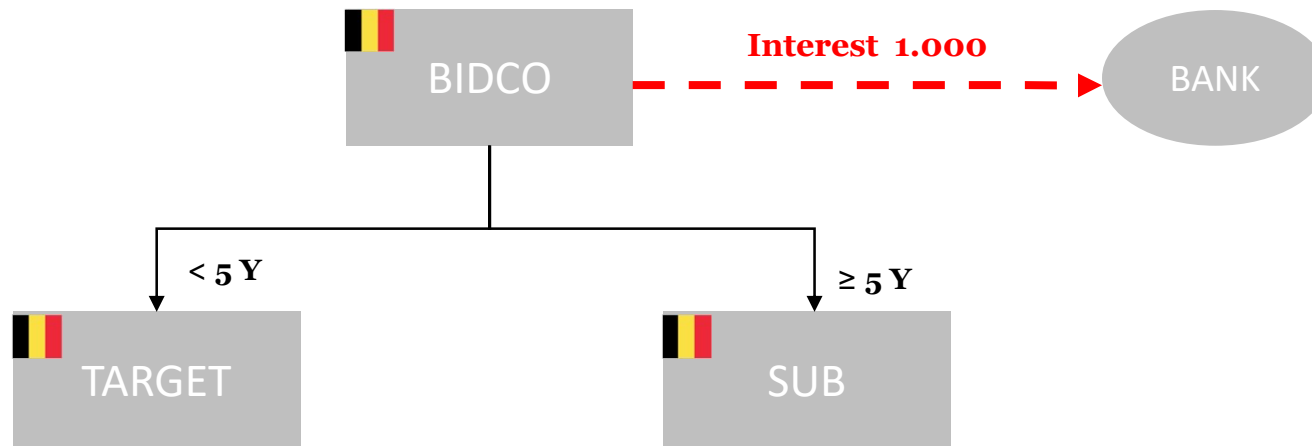 BIDCO
Interest 1.000
BANK
< 5 Y
≥ 5 Y
TARGET
SUB